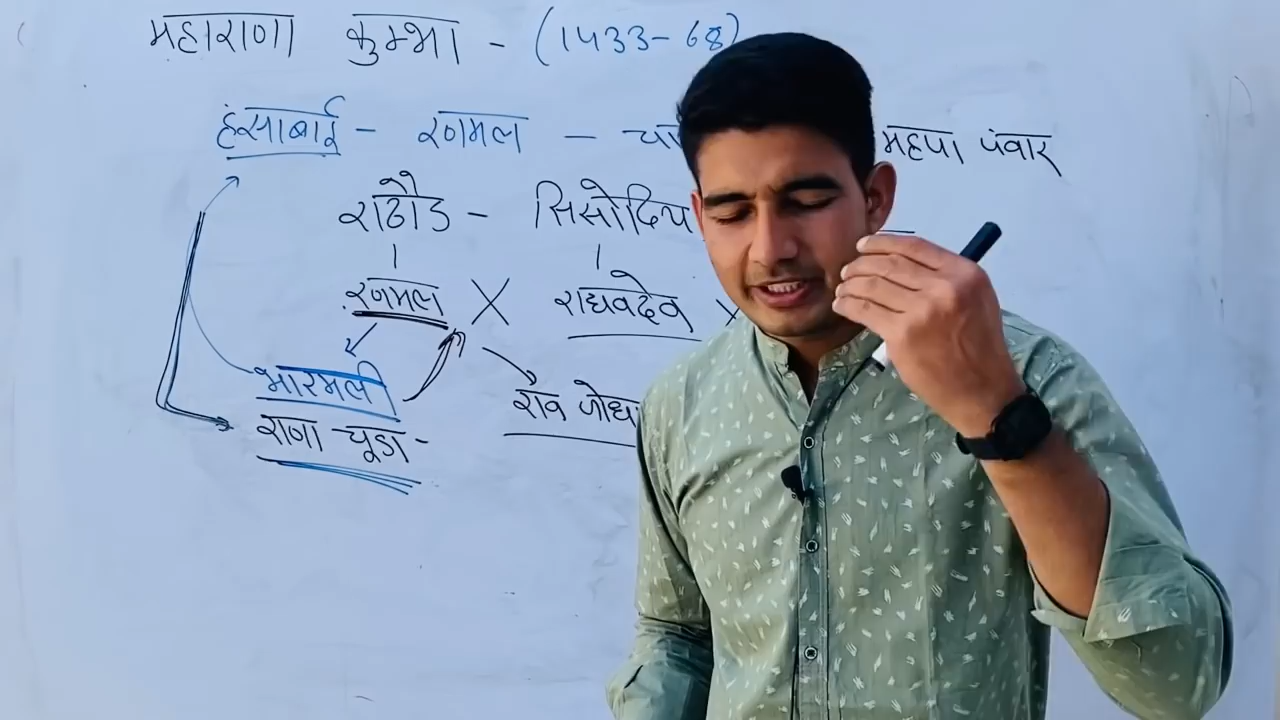 महाराणा कुम्भा - (1433-68)
हंसाबाई - रणमल - महपा पंवार
राठौड -
रणमल X राघवदेव X
भारमली
राव जोधा
राणा चूडा -